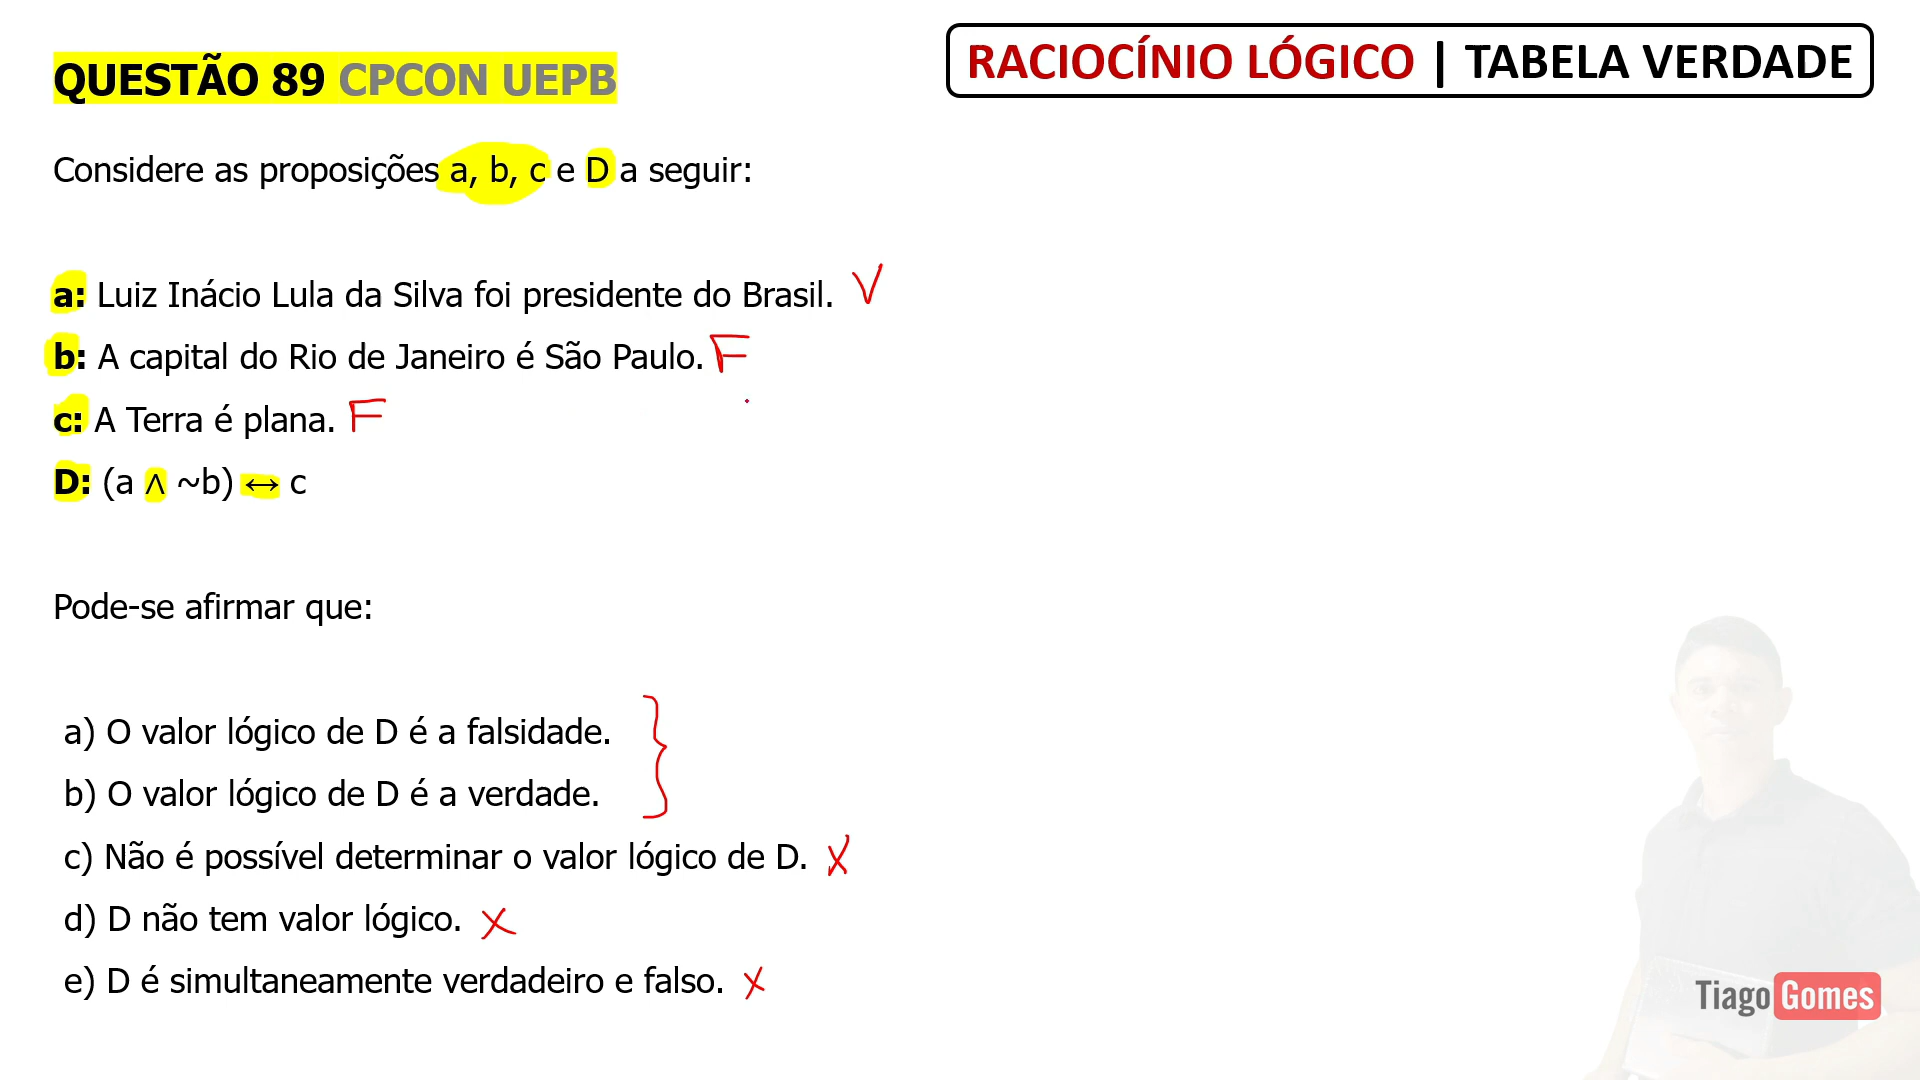 QUESTÃO 89 CPCON UEPB
RACIOCÍNIO LÓGICO | TABELA VERDADE
Considere as proposições a, b, c e D a seguir:
a: Luiz Inácio Lula da Silva foi presidente do Brasil. V
b: A capital do Rio de Janeiro é São Paulo. F
c: A Terra é plana. F
D: (a ∧ ~b) ↔ c
Pode-se afirmar que:
a) O valor lógico de D é a falsidade.
b) O valor lógico de D é a verdade.
c) Não é possível determinar o valor lógico de D. X
d) D não tem valor lógico. X
e) D é simultaneamente verdadeiro e falso. X
Tiago Gomes